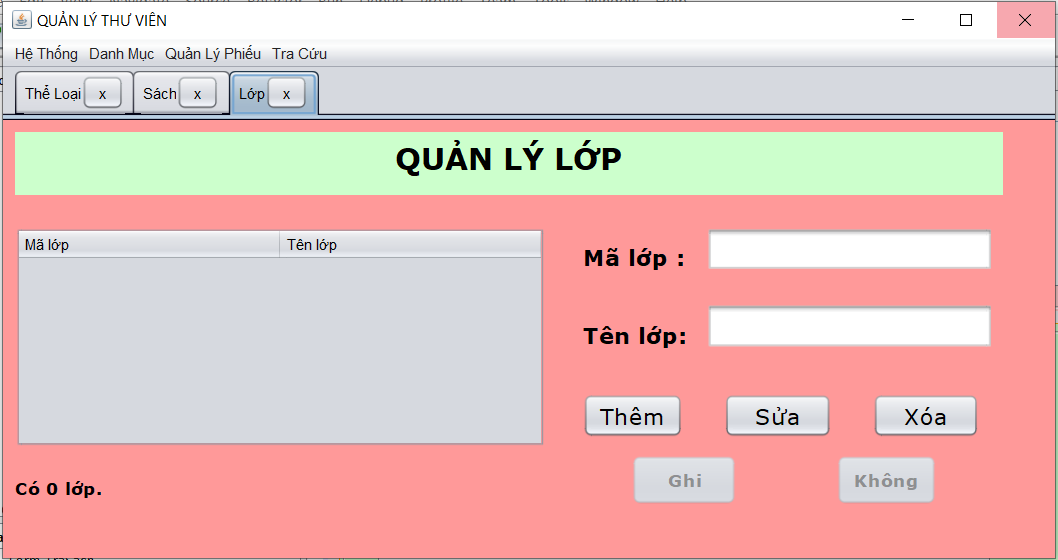 QUẢN LÝ THƯ VIÊN
Hệ Thống Danh Mục Quản Lý Phiếu Tra Cứu
Thể Loại x Sách x Lớp x
QUẢN LÝ LỚP
Mã lớp Tên lớp
Mã lớp :
Tên lớp:
Thêm Sửa Xóa
Ghi Không
Có 0 lớp.